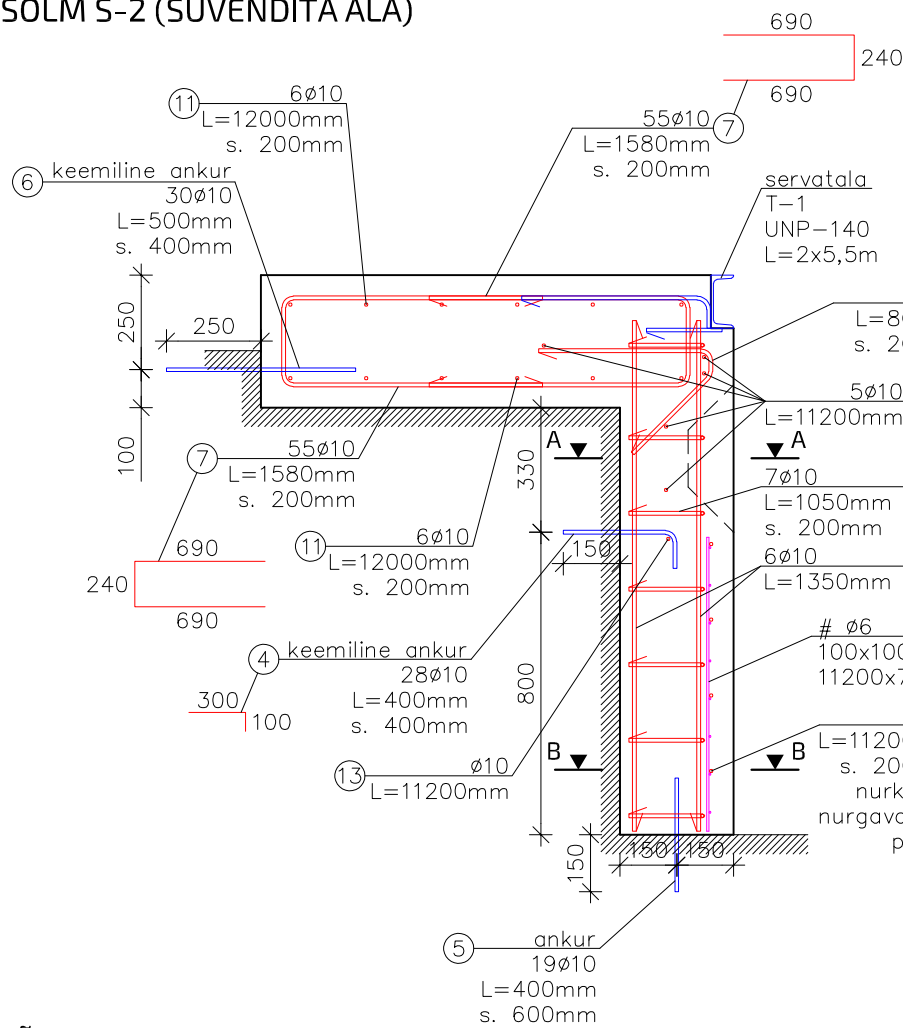 SÕLM S-2 (SÜVENDITA ALA)
690
240
690
11
6ø10
L=12000mm
s. 200mm
55ø10
7
L=1580mm
s. 200mm
6
keemiline ankur
30ø10
L=500mm
s. 400mm
servatala
T-1
UNP-140
L=2x5,5m
250
250
100
s.
5ø10
L=11200mm
A
A
330
7
55ø10
L=1580mm
s. 200mm
7ø10
L=1050mm
s. 200mm
11
6ø10
L=12000mm
s. 200mm
150
690
240
690
6ø10
L=1350mm
4
keemiline ankur
28ø10
L=400mm
s. 400mm
300
100
800
# ø6
13
ø10
L=11200mm
B
B
s.
150
150
150
5
ankur
19ø10
L=400mm
s. 600mm